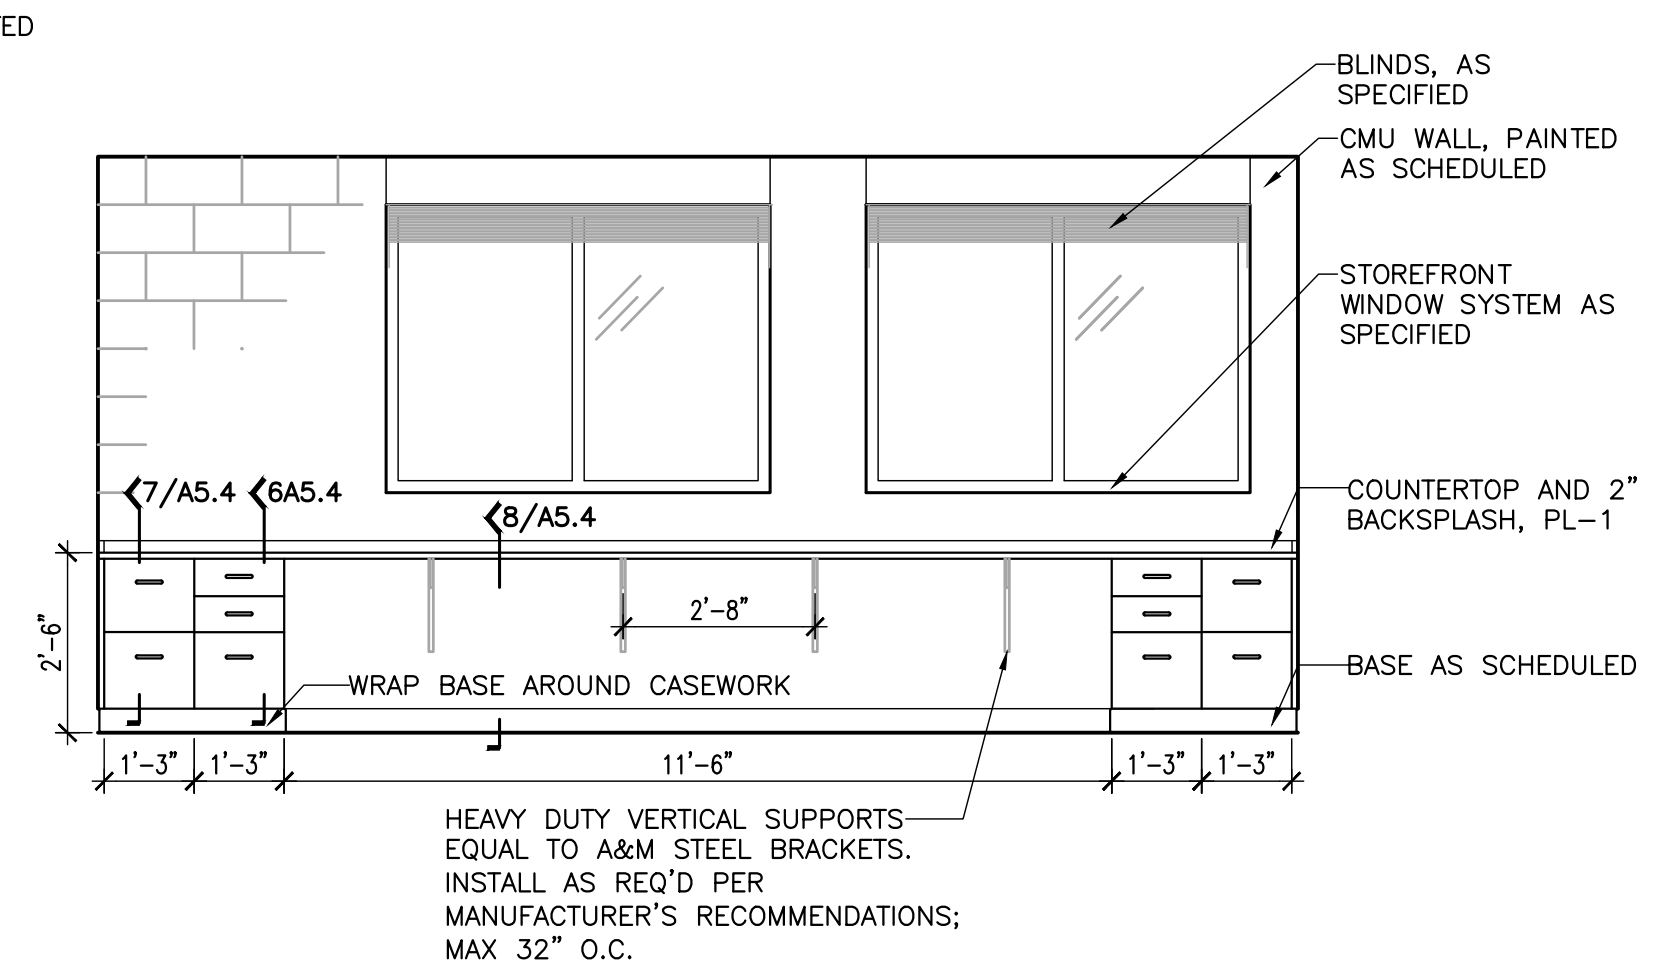 BLINDS, AS
SPECIFIED
CMU WALL, PAINTED
AS SCHEDULED
STOREFRONT
WINDOW SYSTEM AS
SPECIFIED
7/A5.4
6A5.4
8/A5.4
COUNTERTOP AND 2"
BACKSPLASH, PL-1
2'-6"
2'-8"
WRAP BASE AROUND CASEWORK
BASE AS SCHEDULED
1'-3"
1'-3"
11'-6"
1'-3"
1'-3"
HEAVY DUTY VERTICAL SUPPORTS
EQUAL TO A&M STEEL BRACKETS.
INSTALL AS REQ'D PER
MANUFACTURER'S RECOMMENDATIONS;
MAX 32" O.C.